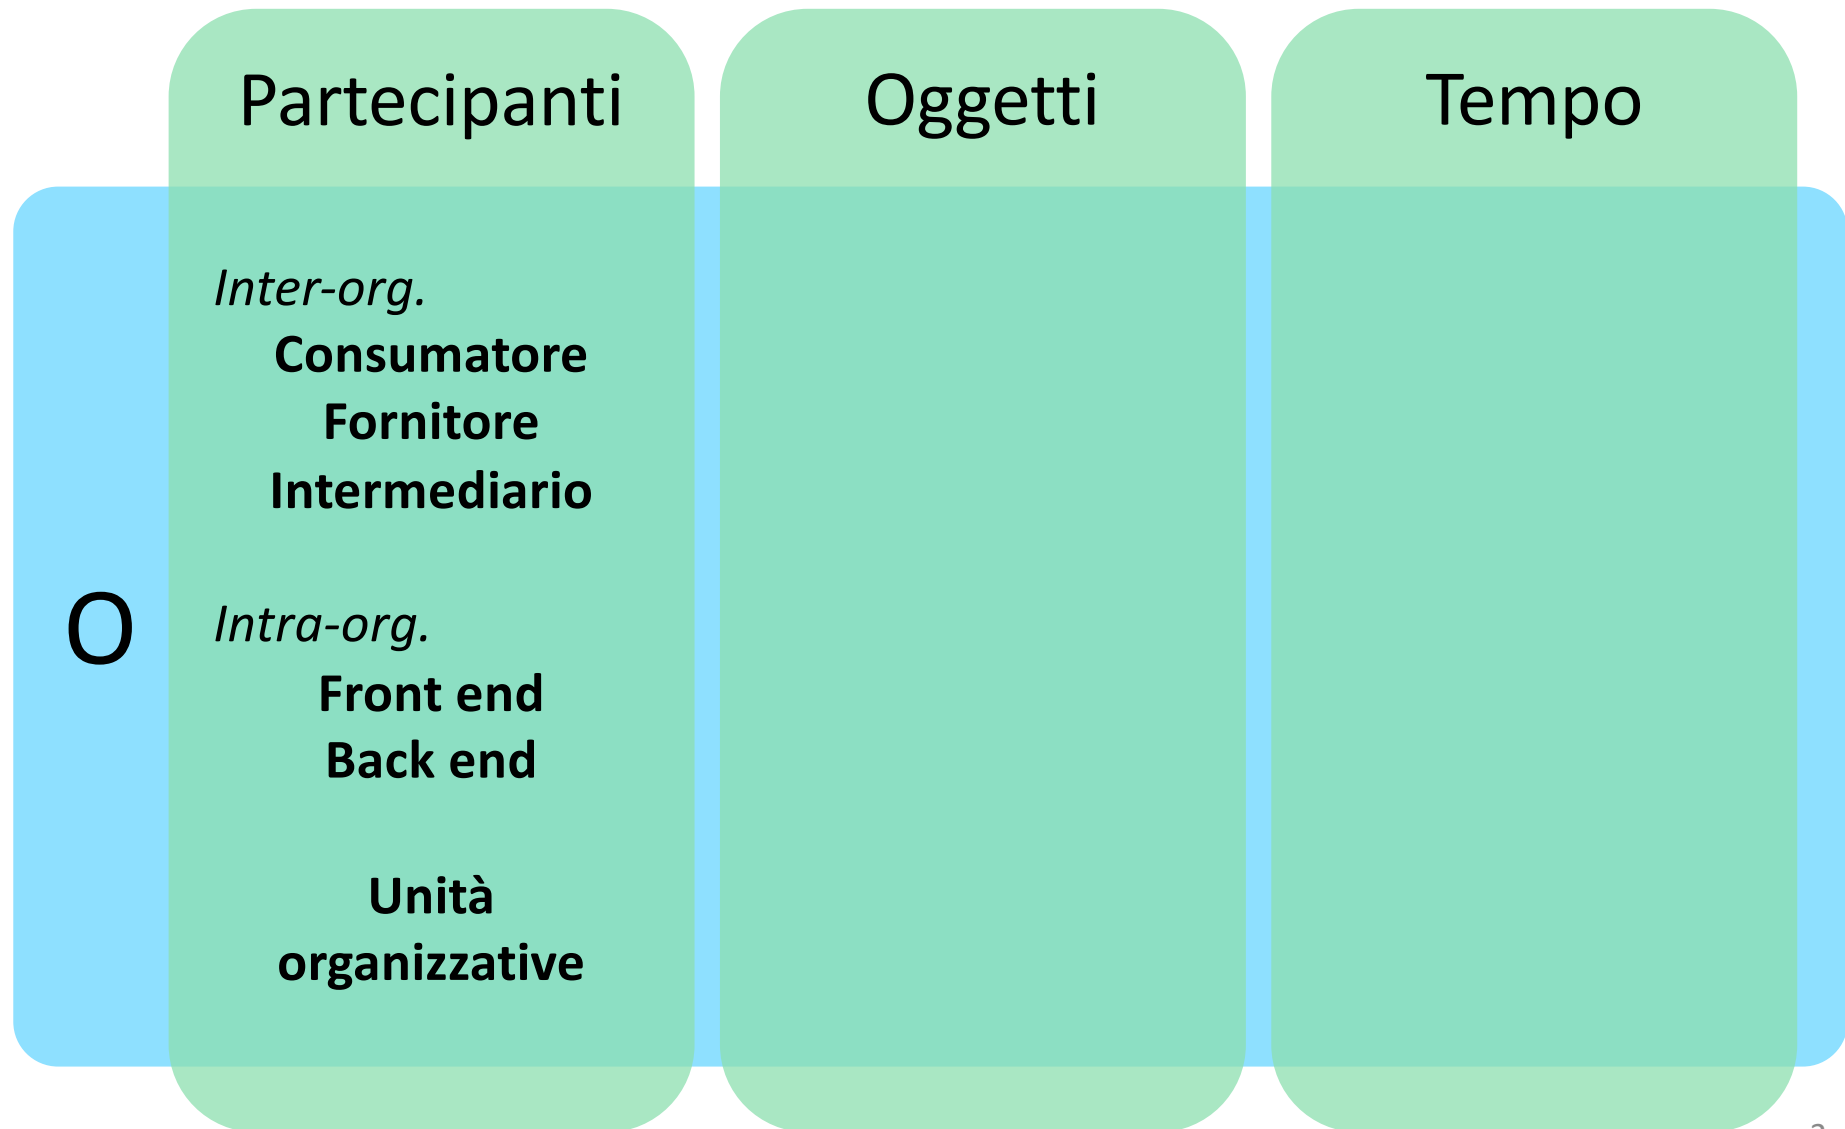 Partecipanti
Oggetti
Tempo
O
Inter-org.
Consumatore
Fornitore
Intermediario
Intra-org.
Front end
Back end
Unità
organizzative